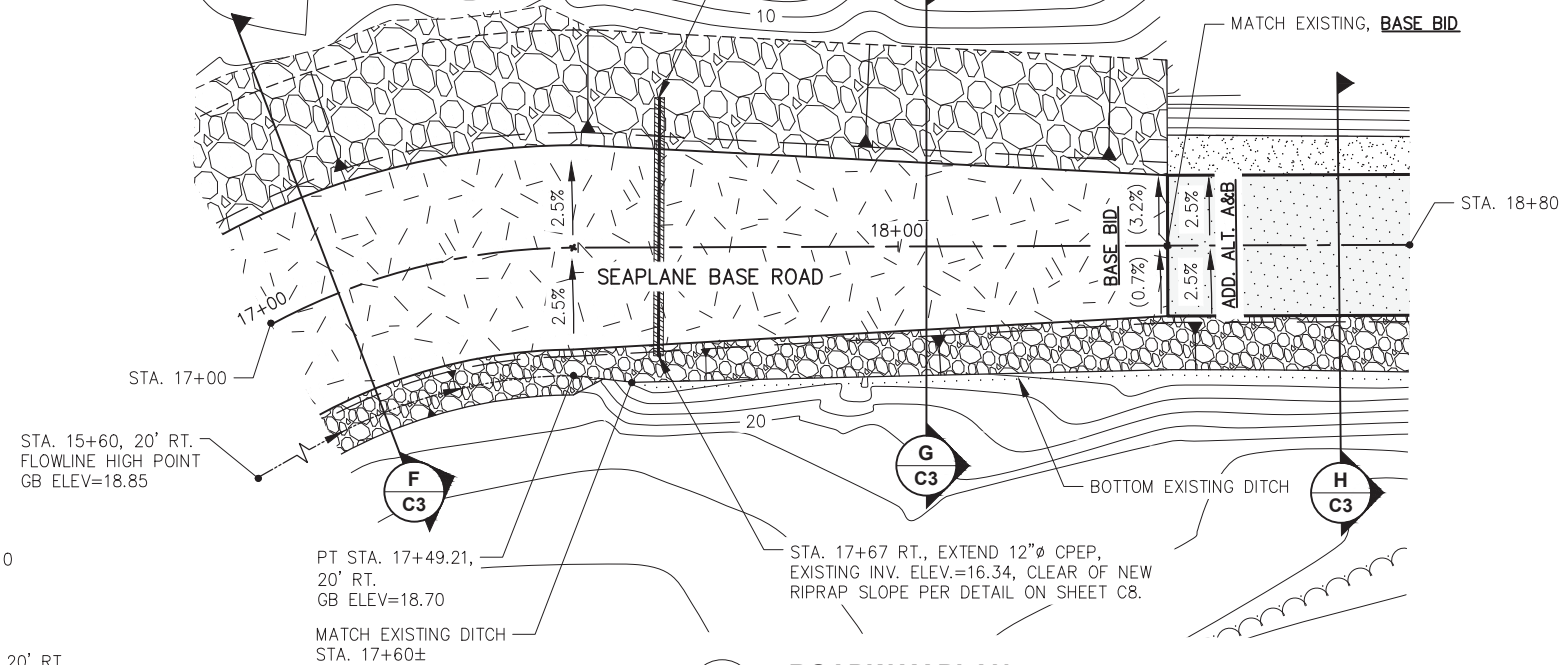 10
MATCH EXISTING, BASE BID
STA. 18+80
2.5%
2.5%
SEAPLANE BASE ROAD
18+00
BASE BID
(3.2%)
(0.7%)
2.5%
2.5%
ADD. ALT. A&B
17+00
STA. 17+00
STA. 15+60, 20' RT.
FLOWLINE HIGH POINT
GB ELEV=18.85
20
F
C3
G
C3
H
C3
BOTTOM EXISTING DITCH
PT STA. 17+49.21,
20' RT.
GB ELEV=18.70
STA. 17+67 RT., EXTEND 12"ø CPEP,
EXISTING INV. ELEV.=16.34, CLEAR OF NEW
RIPRAP SLOPE PER DETAIL ON SHEET C8.
MATCH EXISTING DITCH
STA. 17+60±
0
20' RT